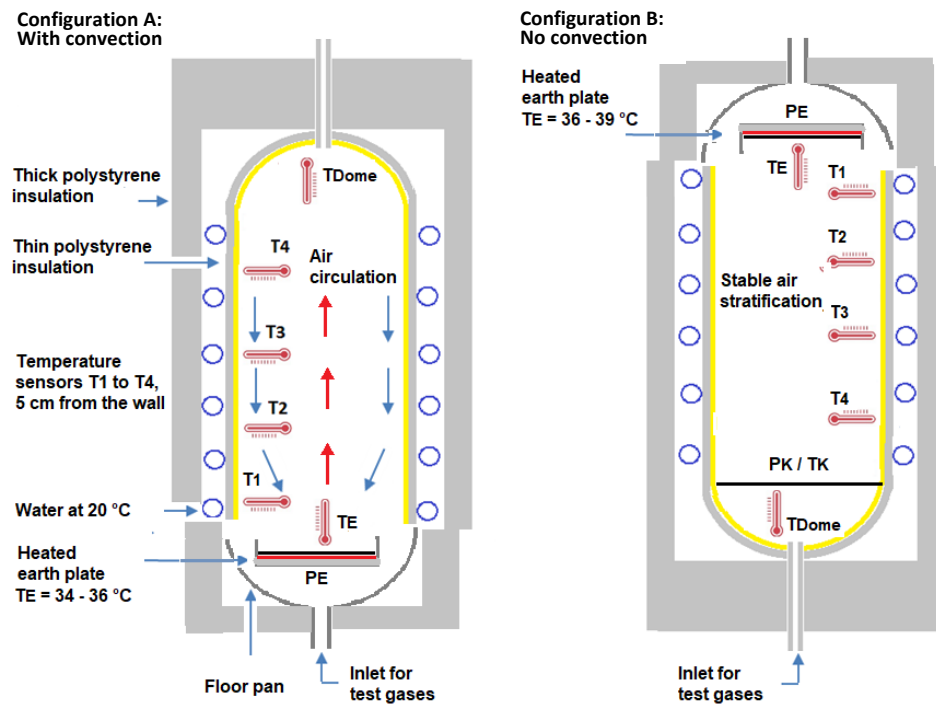 Configuration A:
With convection
Thick polystyrene
insulation
Thin polystyrene
insulation
Temperature
sensors T1 to T4,
5 cm from the wall
Water at 20 °C
Heated
earth plate
TE = 34 - 36 °C
Floor pan
Inlet for
test gases
TDome
T4
Air
circulation
T3
T2
T1
TE
PE
Configuration B:
No convection
Heated
earth plate
TE = 36 - 39 °C
PE
TE
T1
T2
Stable air
stratification
T3
T4
PK / TK
TDome
Inlet for
test gases